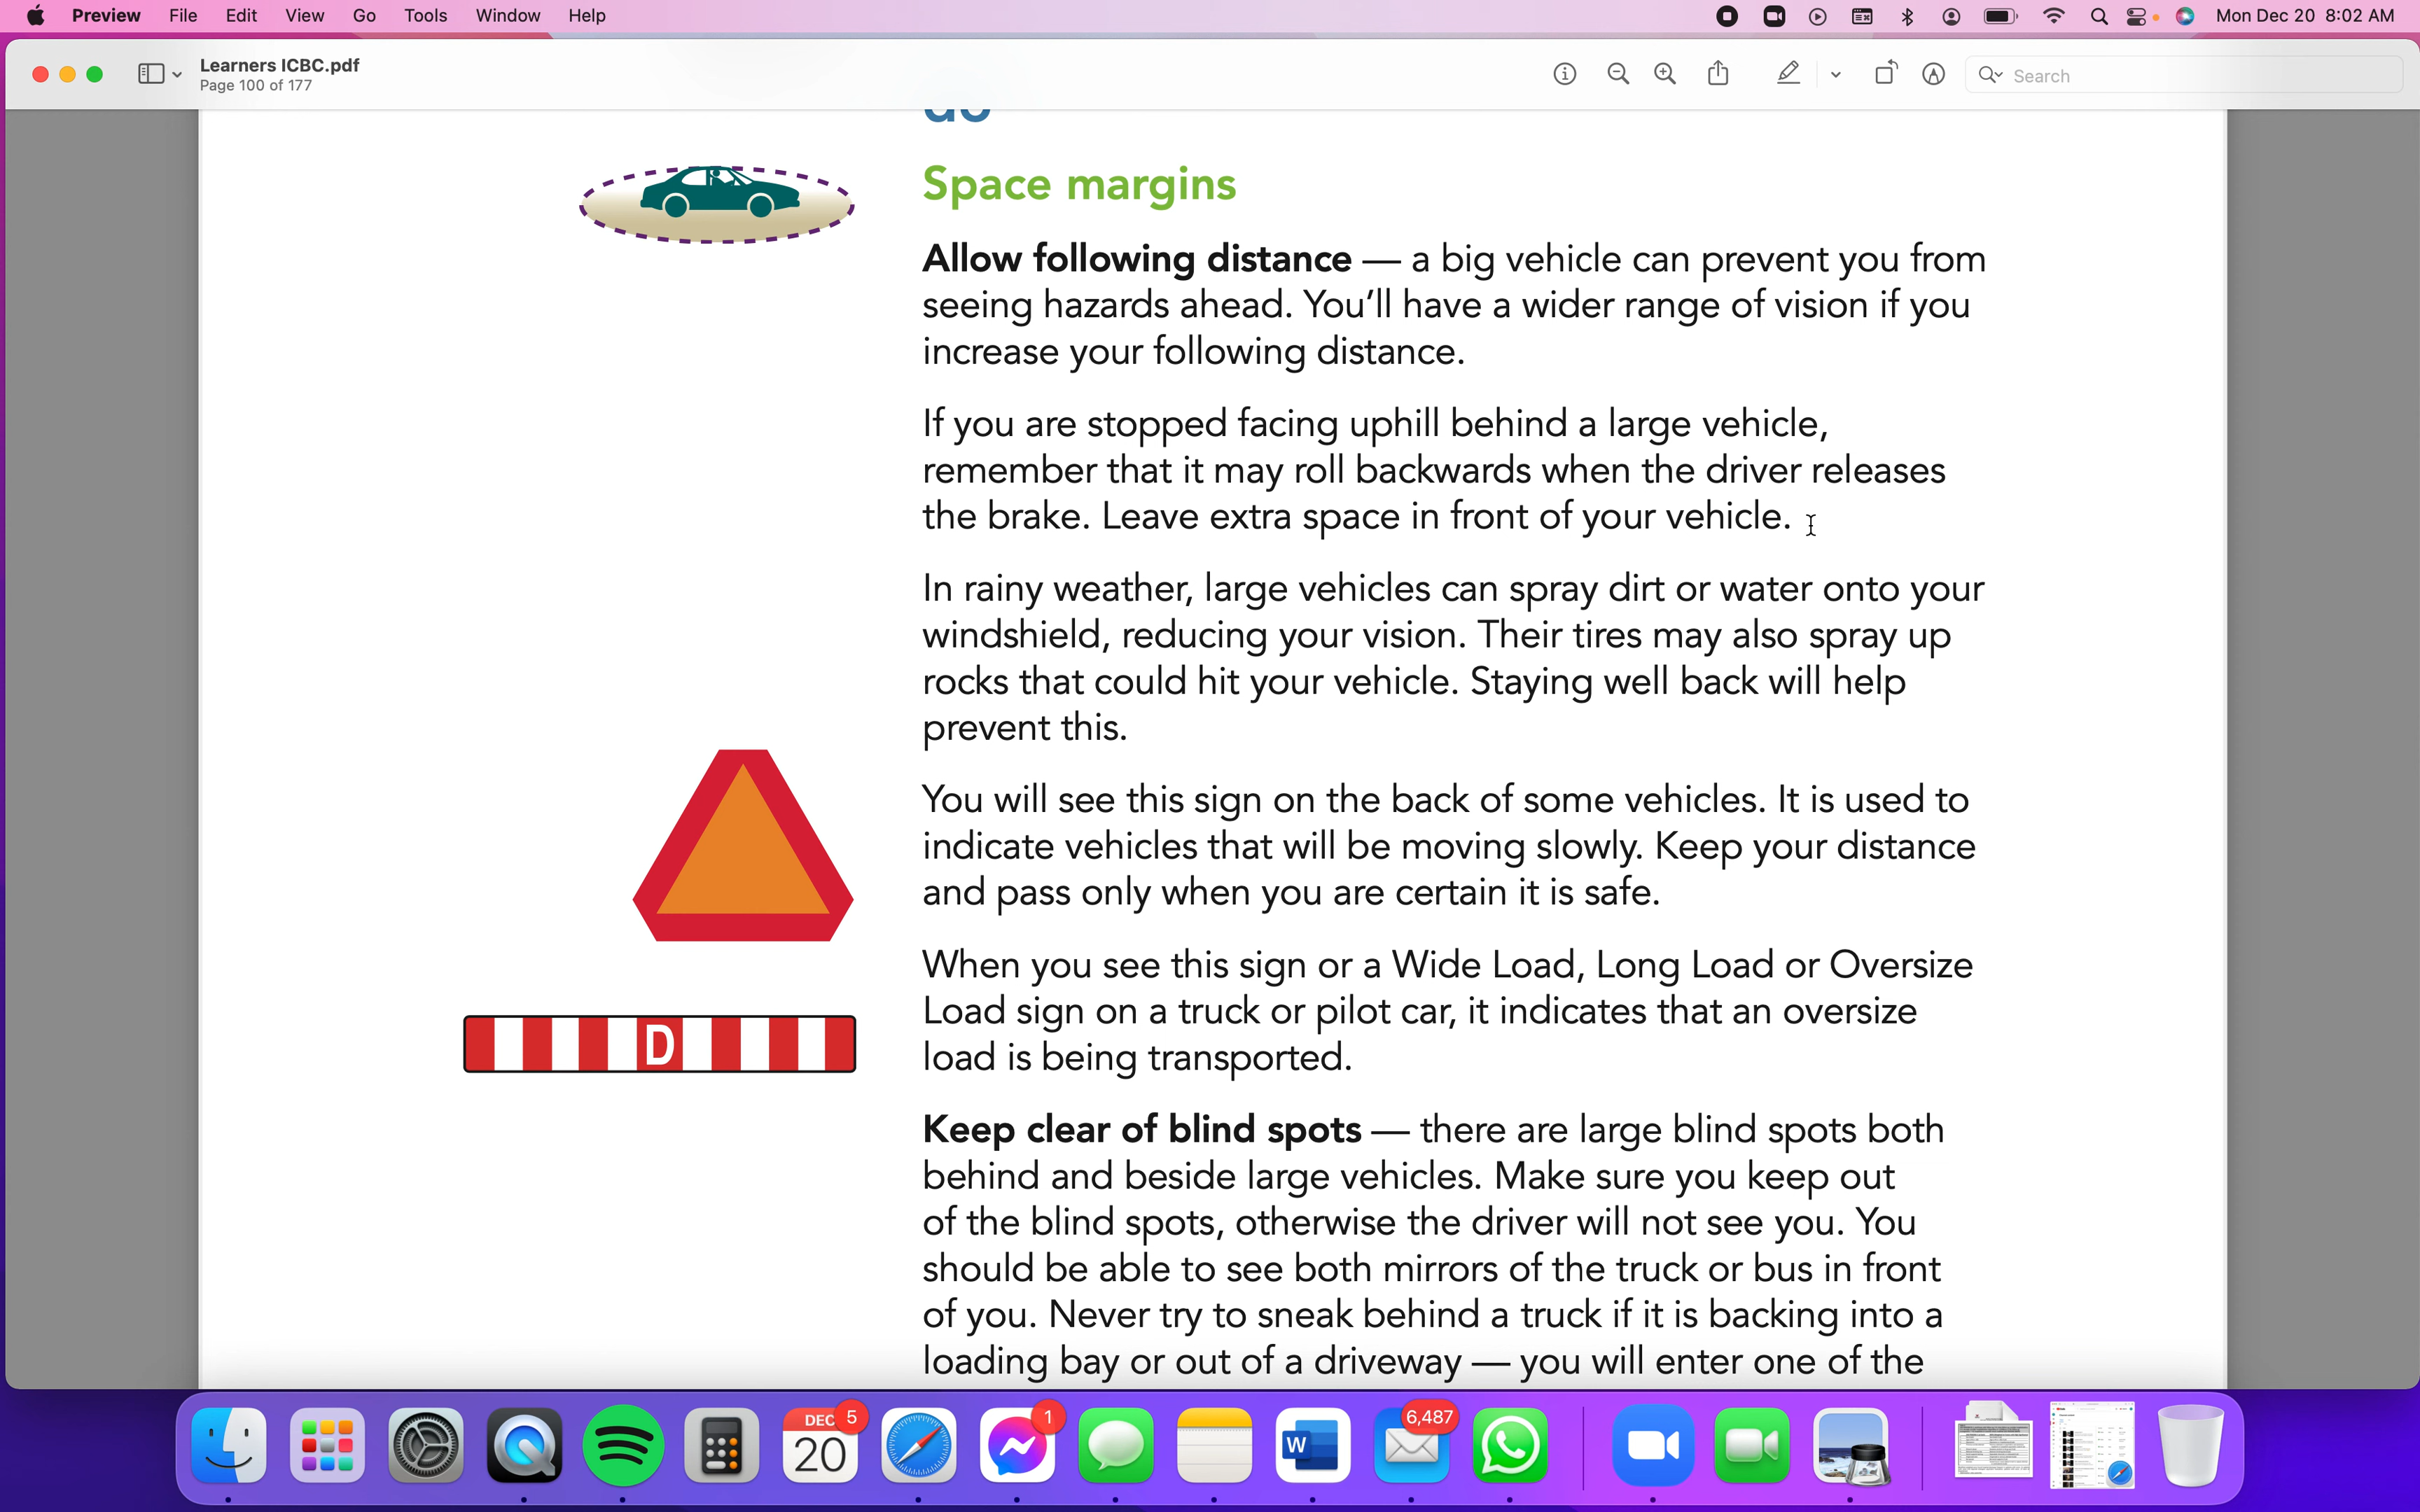 Preview File Edit View Go Tools Window Help Mon Dec 20 8:02 AM
Learners ICBC.pdf
Page 100 of 177
Search
Space margins
Allow following distance — a big vehicle can prevent you from
seeing hazards ahead. You’ll have a wider range of vision if you
increase your following distance.
If you are stopped facing uphill behind a large vehicle,
remember that it may roll backwards when the driver releases
the brake. Leave extra space in front of your vehicle.
In rainy weather, large vehicles can spray dirt or water onto your
windshield, reducing your vision. Their tires may also spray up
rocks that could hit your vehicle. Staying well back will help
prevent this.
You will see this sign on the back of some vehicles. It is used to
indicate vehicles that will be moving slowly. Keep your distance
and pass only when you are certain it is safe.
When you see this sign or a Wide Load, Long Load or Oversize
Load sign on a truck or pilot car, it indicates that an oversize
load is being transported.
D
Keep clear of blind spots — there are large blind spots both
behind and beside large vehicles. Make sure you keep out
of the blind spots, otherwise the driver will not see you. You
should be able to see both mirrors of the truck or bus in front
of you. Never try to sneak behind a truck if it is backing into a
loading bay or out of a driveway — you will enter one of the
DEC 5 1 6,487
20 W